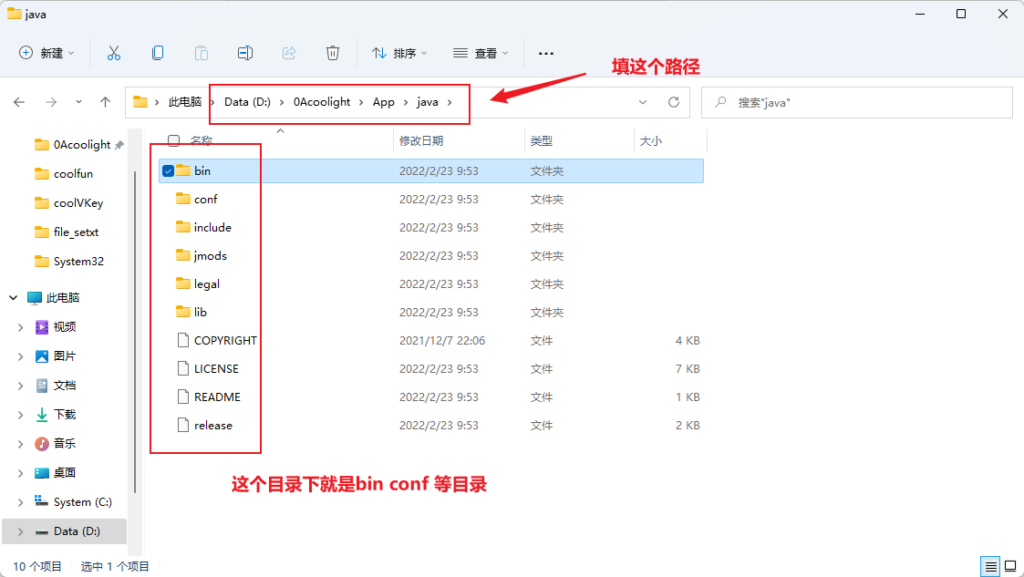 java
新建 排序 查看
填这个路径
此电脑 Data (D:) 0Acoolight App java 搜索"java"
名称 修改日期 类型 大小
0Acoolight
coolfun
coolVKey
file_setxt
System32
此电脑
视频
图片
文档
下载
音乐
桌面
System (C:)
Data (D:)
bin 2022/2/23 9:53 文件夹
conf 2022/2/23 9:53 文件夹
include 2022/2/23 9:53 文件夹
jmods 2022/2/23 9:53 文件夹
legal 2022/2/23 9:53 文件夹
lib 2022/2/23 9:53 文件夹
COPYRIGHT 2021/12/7 22:06 文件 4 KB
LICENSE 2022/2/23 9:53 文件 7 KB
README 2022/2/23 9:53 文件 1 KB
release 2022/2/23 9:53 文件 2 KB
这个目录下就是bin conf 等目录
10 个项目 选中 1 个项目